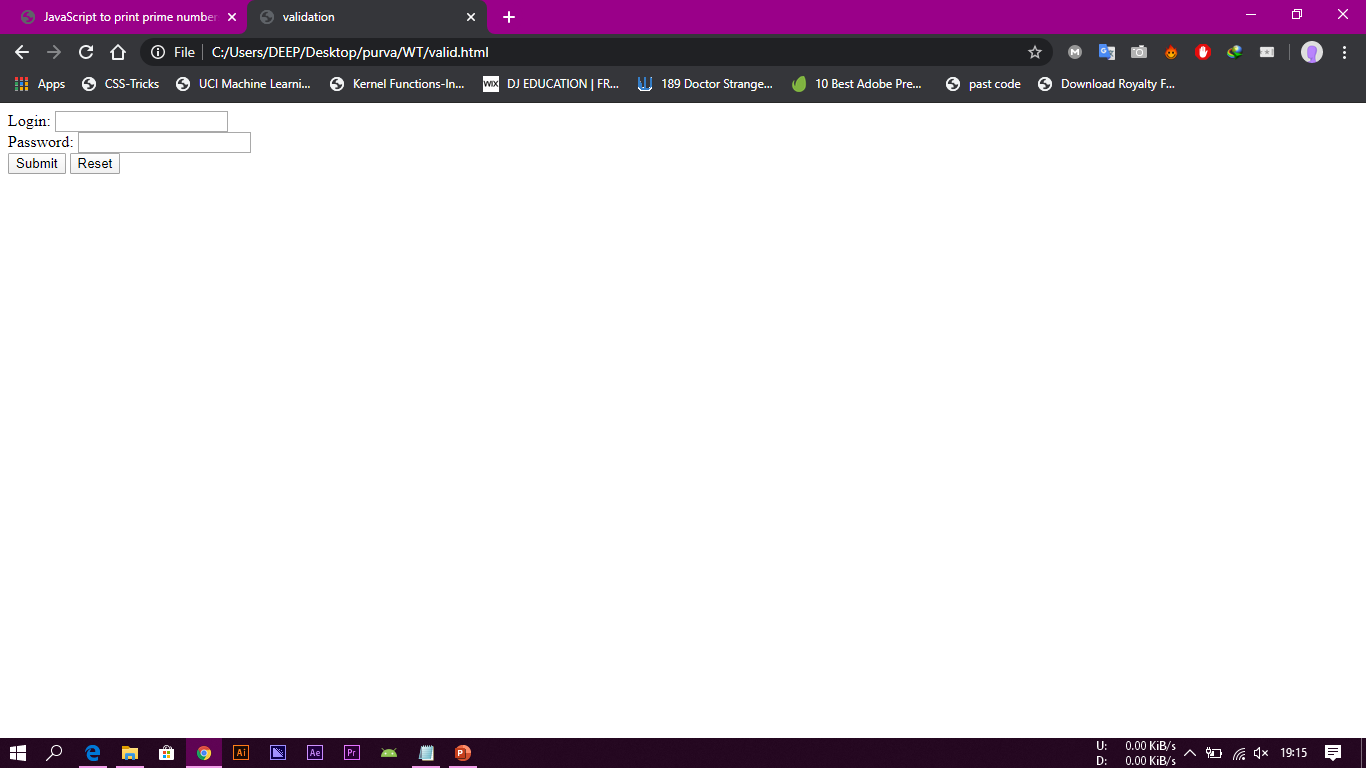 JavaScript to print prime number
validation
File
C:/Users/DEEP/Desktop/purva/WT/valid.html
M
Apps
CSS-Tricks
UCI Machine Learni...
Kernel Functions-In...
WIX
DJ EDUCATION | FR...
189 Doctor Strange...
10 Best Adobe Pre...
past code
Download Royalty F...
Login:
Password:
Submit Reset
Ai
Ae
Pr
U: 0.00 KiB/s
D: 0.00 KiB/s
19:15